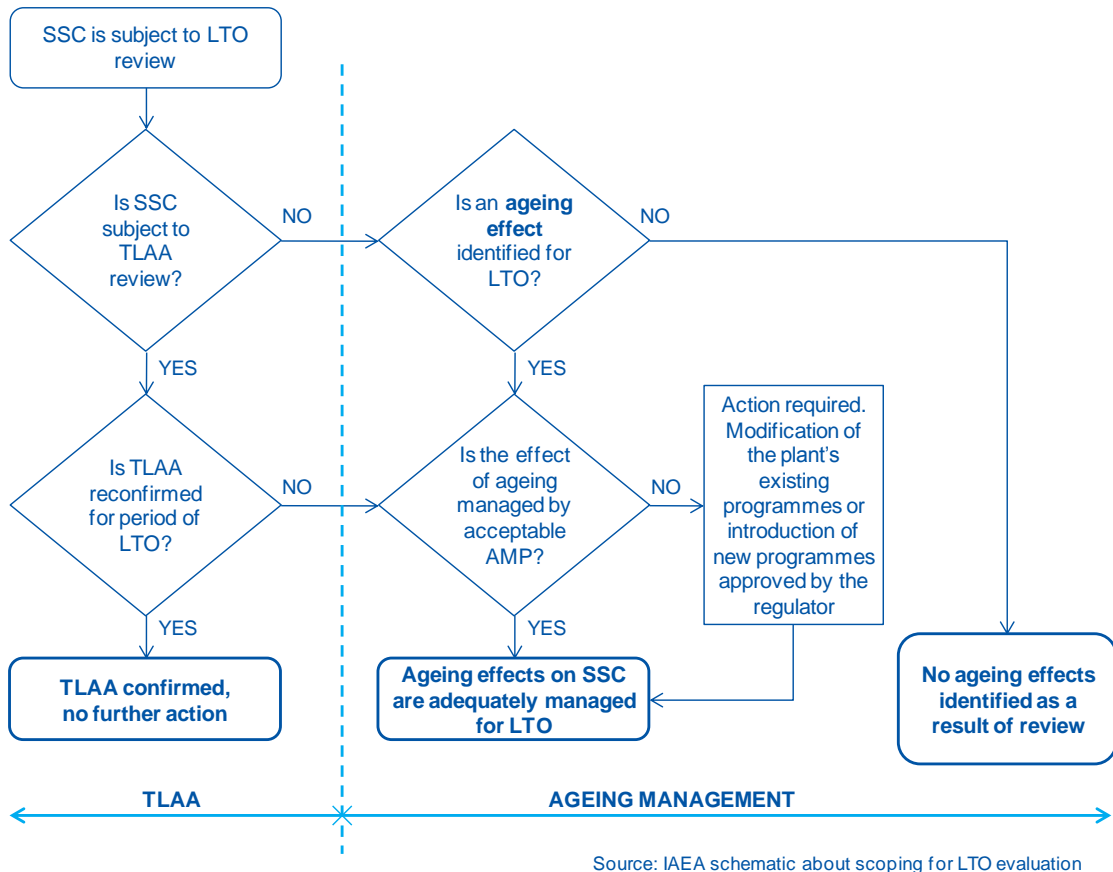 SSC is subject to LTO
review
Is SSC
subject to
TLAA
review?
NO
YES
Is an ageing
effect
identified for
LTO?
NO
YES
Is TLAA
reconfirmed
for period of
LTO?
NO
YES
Is the effect
of ageing
managed by
acceptable
AMP?
NO
YES
Action required.
Modification of
the plant's
existing
programmes or
introduction of
new programmes
approved by the
regulator
TLAA confirmed,
no further action
Ageing effects on SSC
are adequately managed
for LTO
No ageing effects
identified as a
result of review
TLAA
AGEING MANAGEMENT
Source: IAEA schematic about scoping for LTO evaluation